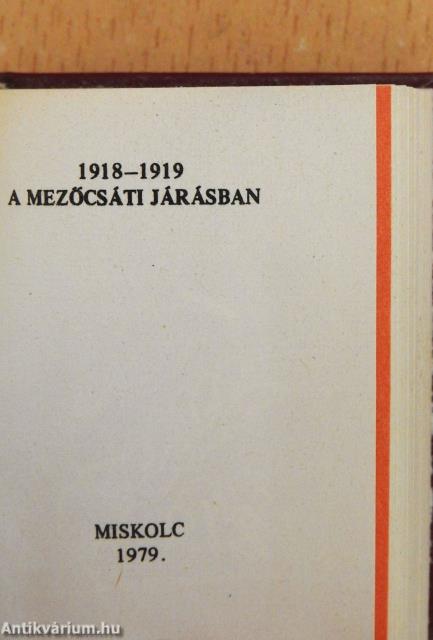 1918–1919
A MEZŐCSÁTI JÁRÁSBAN
MISKOLC
1979.
Antikvárium.hu